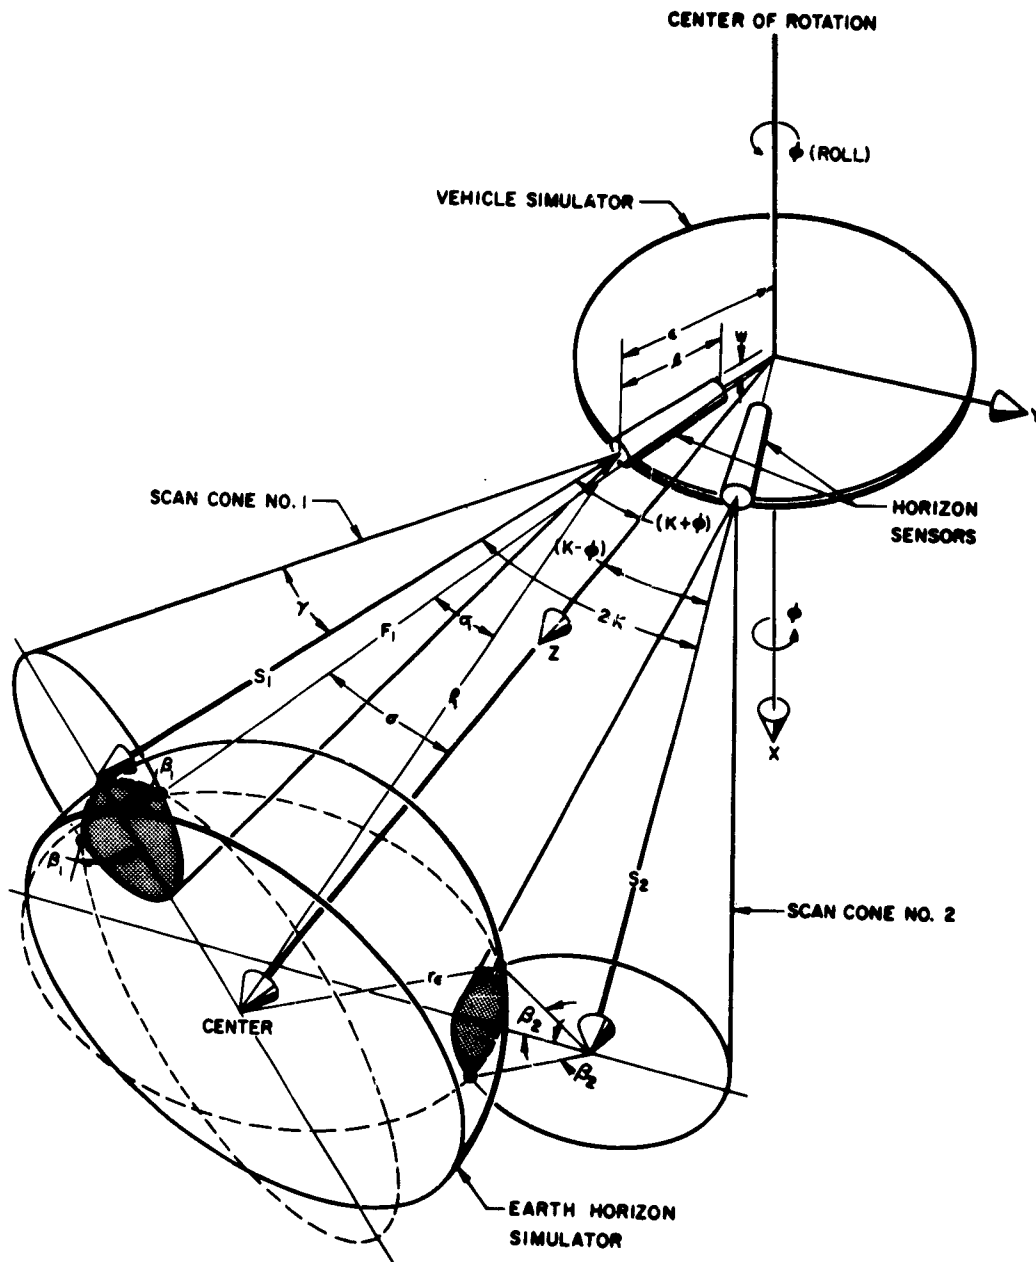 CENTER OF ROTATION
ϕ (ROLL)
VEHICLE SIMULATOR
Y
SCAN CONE NO. 1
HORIZON
SENSORS
(K+ϕ)
(K-ϕ)
γ
F₁
σ₁
2K
ϕ
Z
S₁
σ
X
β₁
β₁
S₂
SCAN CONE NO. 2
rₑ
CENTER
β₂
β₂
EARTH HORIZON
SIMULATOR